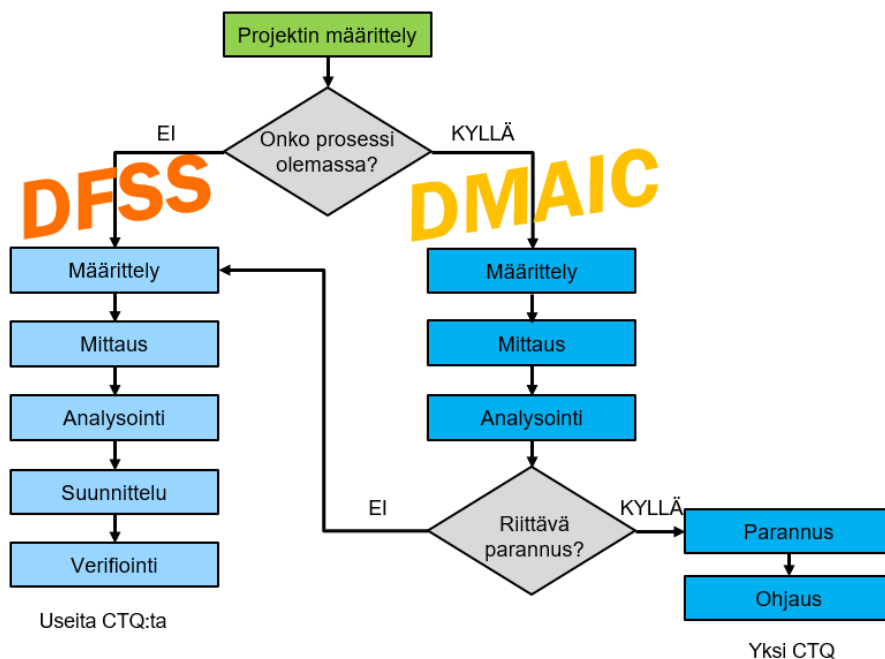 Projektin määrittely
EI
Onko prosessi
olemassa?
KYLLÄ
DFSS
DMAIC
Määrittely
Määrittely
Mittaus
Mittaus
Analysointi
Analysointi
Suunnittelu
EI
Riittävä
parannus?
KYLLÄ
Parannus
Verifiointi
Ohjaus
Useita CTQ:ta
Yksi CTQ